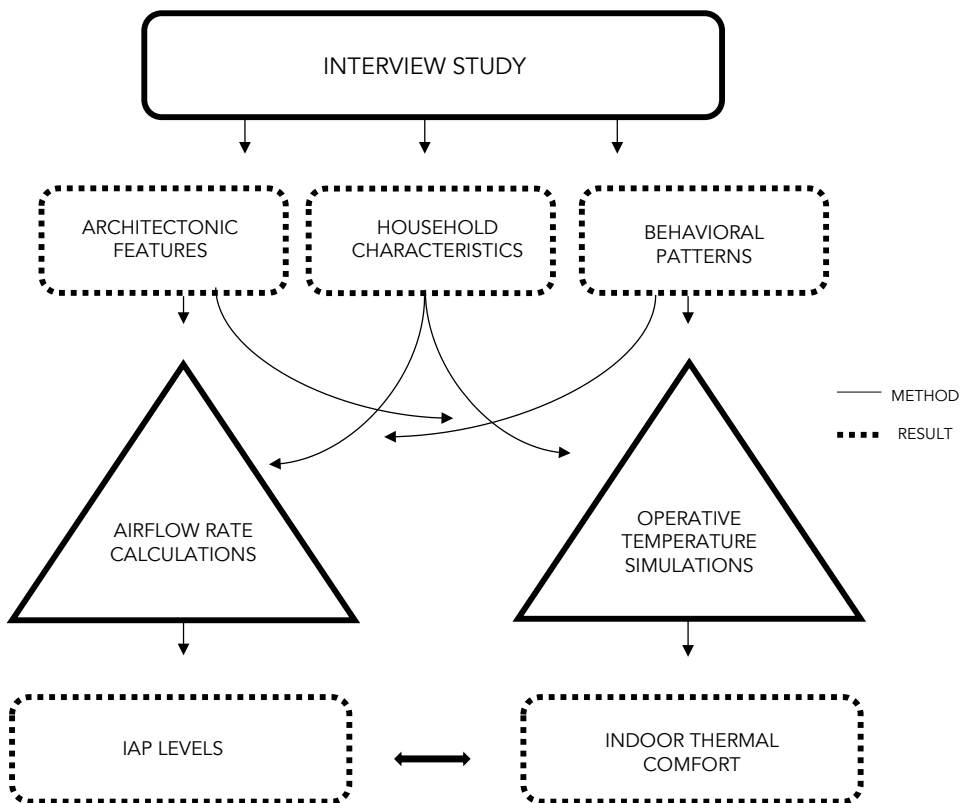 INTERVIEW STUDY
ARCHITECTONIC
FEATURES
HOUSEHOLD
CHARACTERISTICS
BEHAVIORAL
PATTERNS
METHOD
RESULT
AIRFLOW RATE
CALCULATIONS
OPERATIVE
TEMPERATURE
SIMULATIONS
IAP LEVELS
INDOOR THERMAL
COMFORT